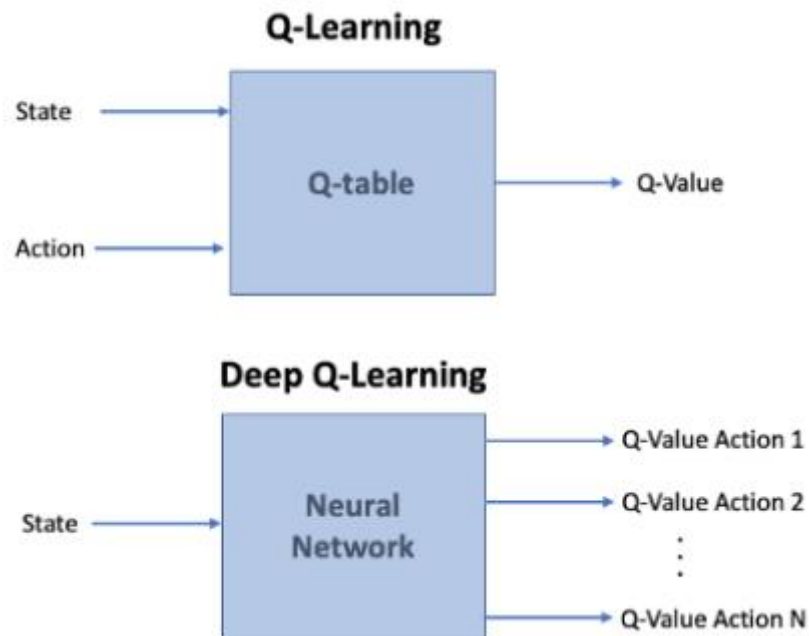 Q-Learning
State
Action
Q-table
Q-Value
Deep Q-Learning
State
Neural
Network
Q-Value Action 1
Q-Value Action 2
⋮
Q-Value Action N